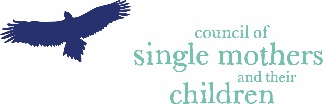 council of
single mothers
and their
children